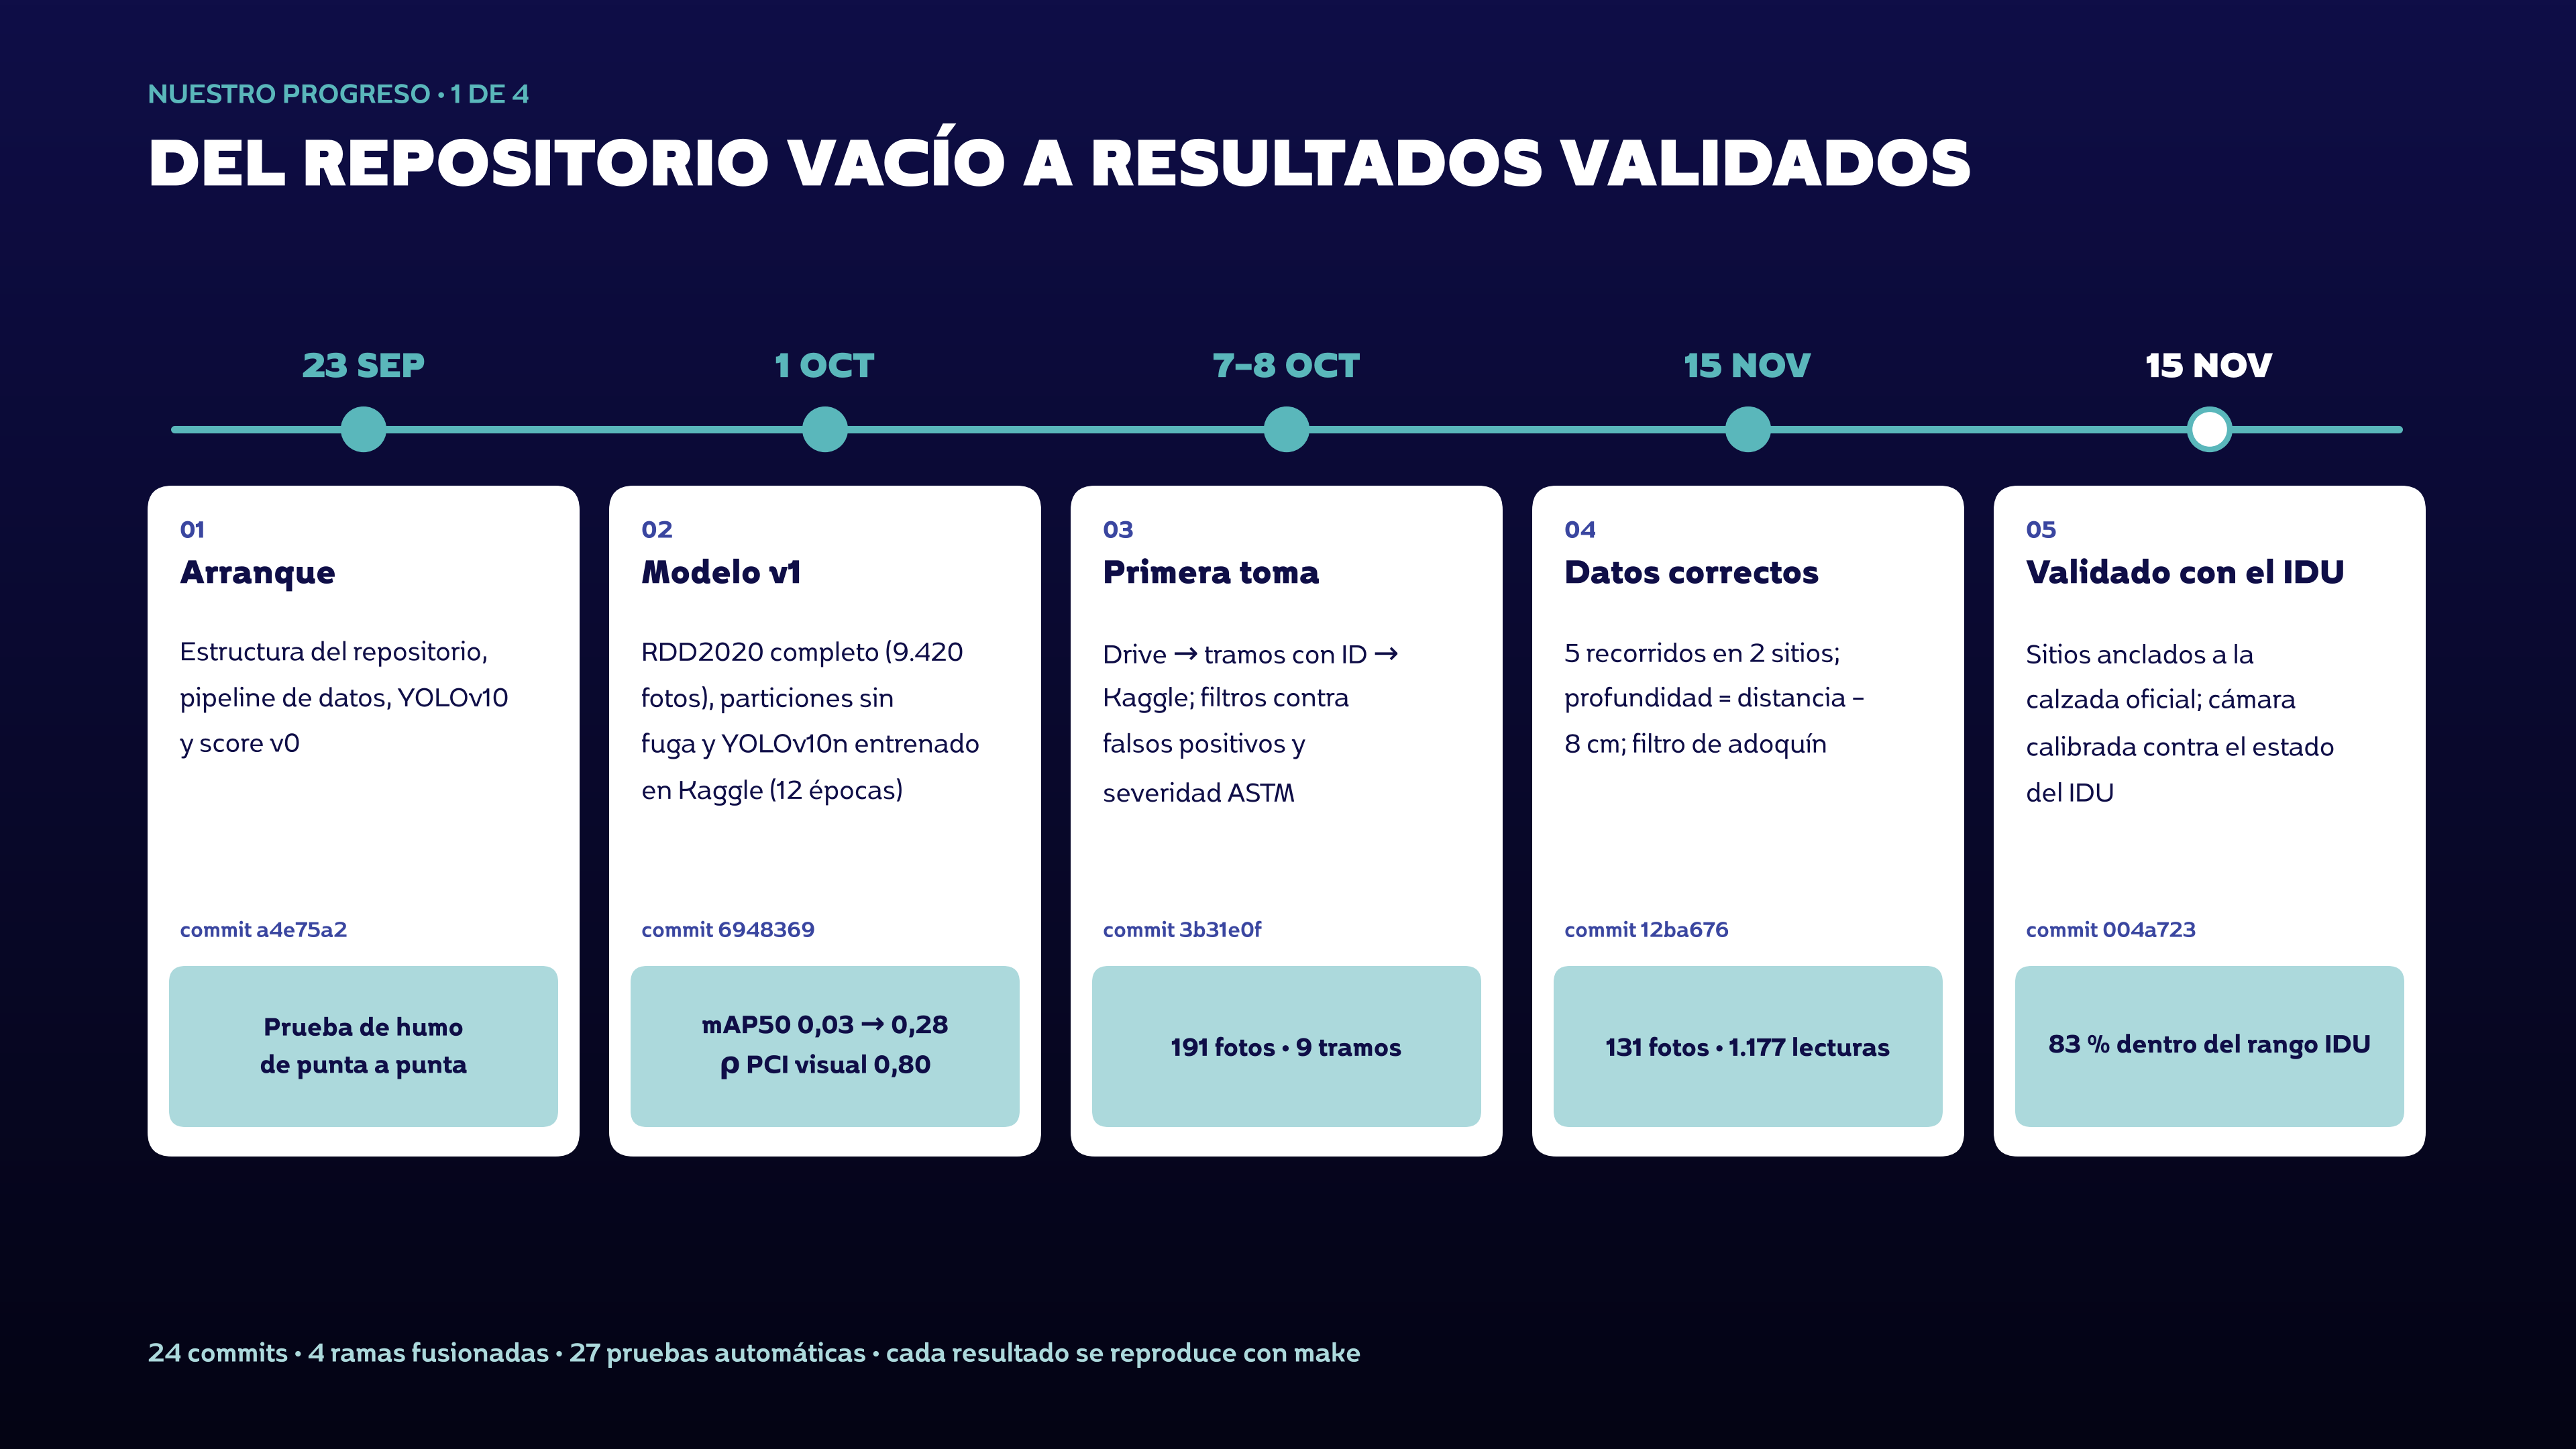 NUESTRO PROGRESO • 1 DE 4
DEL REPOSITORIO VACÍO A RESULTADOS VALIDADOS
23 SEP
1 OCT
7–8 OCT
15 NOV
15 NOV
01
Arranque
Estructura del repositorio,
pipeline de datos, YOLOv10
y score v0
commit a4e75a2
Prueba de humo
de punta a punta
02
Modelo v1
RDD2020 completo (9.420
fotos), particiones sin
fuga y YOLOv10n entrenado
en Kaggle (12 épocas)
commit 6948369
mAP50 0,03 → 0,28
ρ PCI visual 0,80
03
Primera toma
Drive → tramos con ID →
Kaggle; filtros contra
falsos positivos y
severidad ASTM
commit 3b31e0f
191 fotos • 9 tramos
04
Datos correctos
5 recorridos en 2 sitios;
profundidad = distancia –
8 cm; filtro de adoquín
commit 12ba676
131 fotos • 1.177 lecturas
05
Validado con el IDU
Sitios anclados a la
calzada oficial; cámara
calibrada contra el estado
del IDU
commit 004a723
83 % dentro del rango IDU
24 commits • 4 ramas fusionadas • 27 pruebas automáticas • cada resultado se reproduce con make